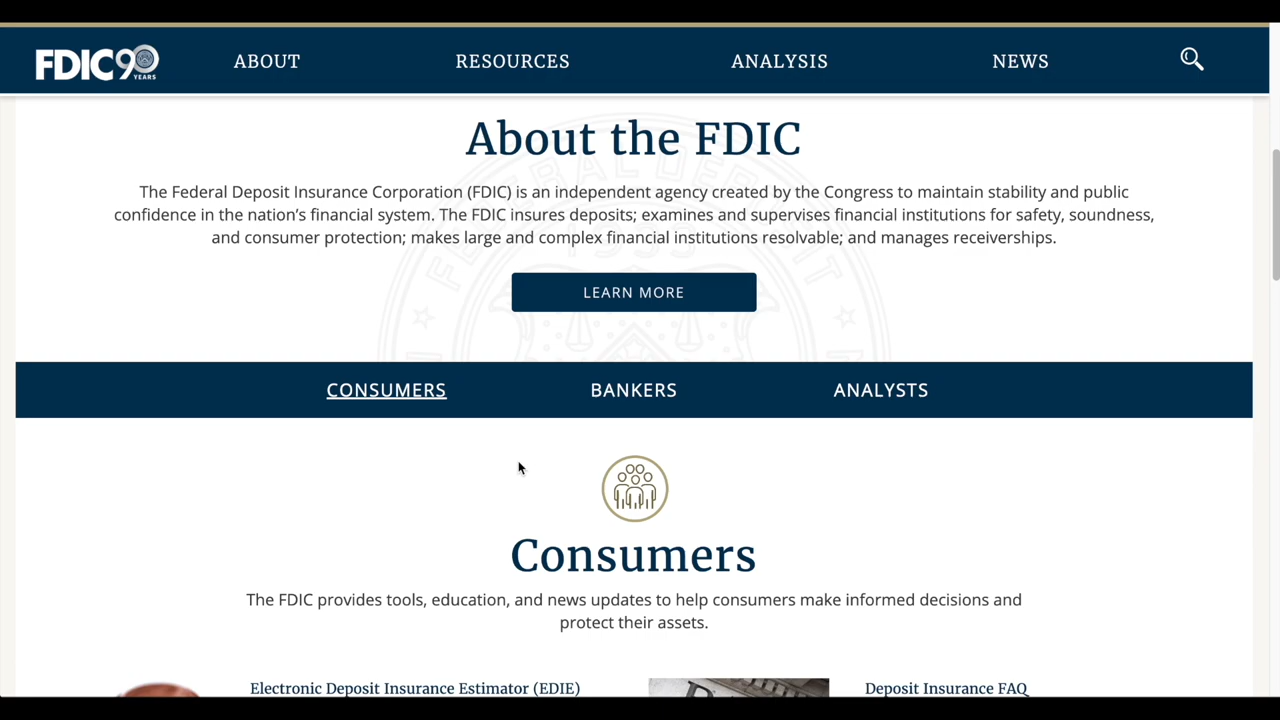 FDIC 90 YEARS
ABOUT
RESOURCES
ANALYSIS
NEWS
About the FDIC
The Federal Deposit Insurance Corporation (FDIC) is an independent agency created by the Congress to maintain stability and public
confidence in the nation’s financial system. The FDIC insures deposits; examines and supervises financial institutions for safety, soundness,
and consumer protection; makes large and complex financial institutions resolvable; and manages receiverships.
LEARN MORE
CONSUMERS
BANKERS
ANALYSTS
Consumers
The FDIC provides tools, education, and news updates to help consumers make informed decisions and
protect their assets.
Electronic Deposit Insurance Estimator (EDIE)
Deposit Insurance FAQ